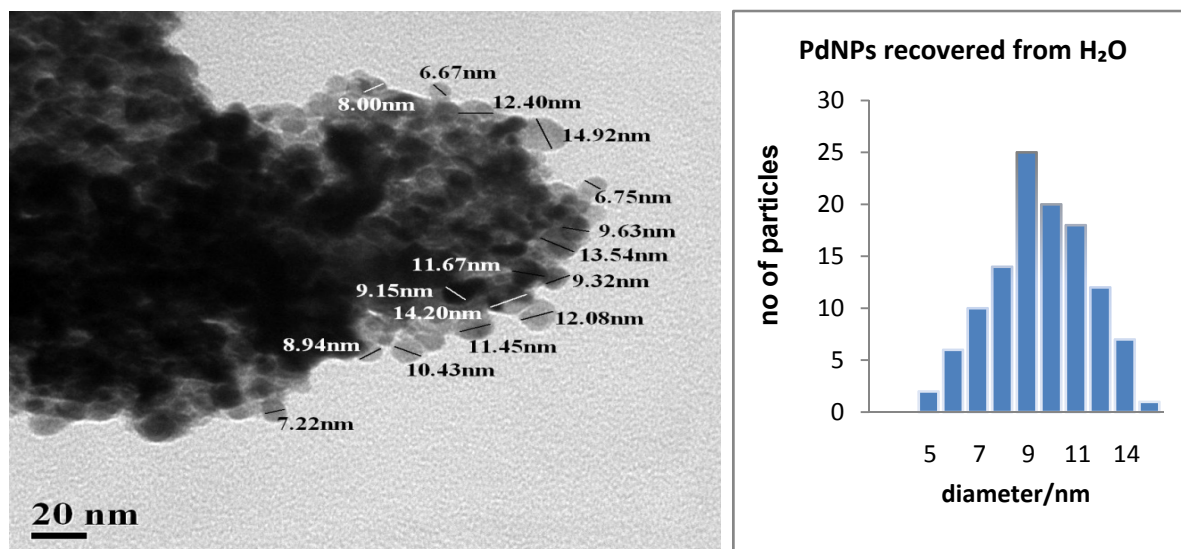 6.67nm
8.00nm
12.40nm
14.92nm
6.75nm
9.63nm
13.54nm
11.67nm
9.32nm
9.15nm
14.20nm
12.08nm
11.45nm
8.94nm
10.43nm
7.22nm
20 nm
PdNPs recovered from H₂O
no of particles
30
25
20
15
10
5
0
5 7 9 11 14
diameter/nm